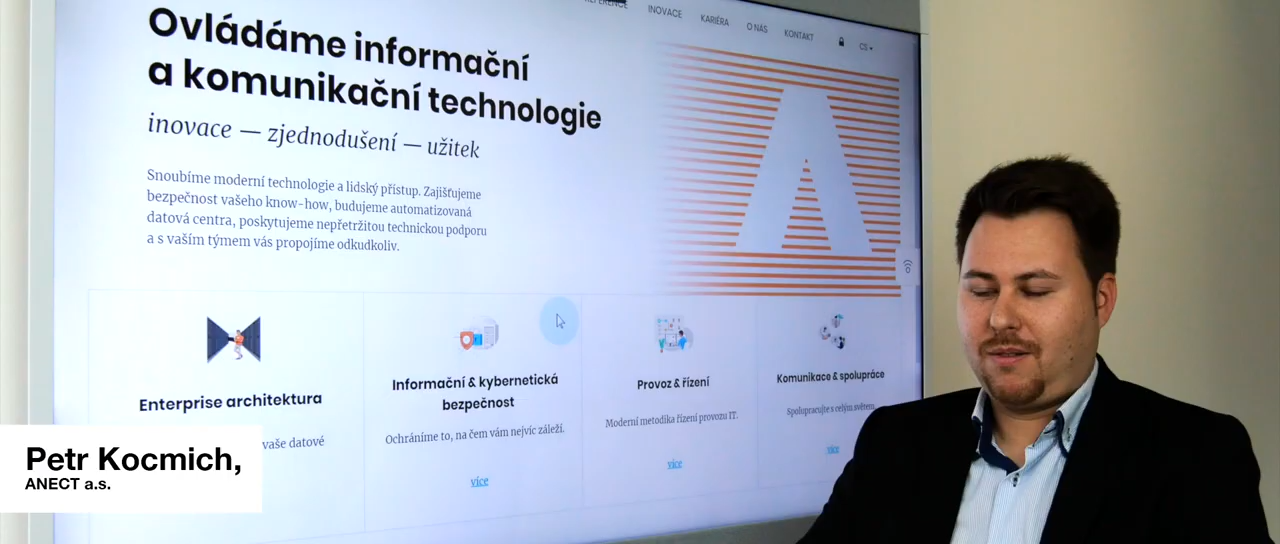 REFERENCE
INOVACE
KARIÉRA
O NÁS
KONTAKT
CS
Ovládáme informační
a komunikační technologie
inovace — zjednodušení — užitek
Snoubíme moderní technologie a lidský přístup. Zajišťujeme
bezpečnost vašeho know-how, budujeme automatizovaná
datová centra, poskytujeme nepřetržitou technickou podporu
a s vaším týmem vás propojíme odkudkoliv.
Enterprise architektura
vaše datové
Informační & kybernetická
bezpečnost
Ochráníme to, na čem vám nejvíc záleží.
více
Provoz & řízení
Moderní metodika řízení provozu IT.
více
Komunikace & spolupráce
Spolupracujte s celým světem.
více
Petr Kocmich,
ANECT a.s.